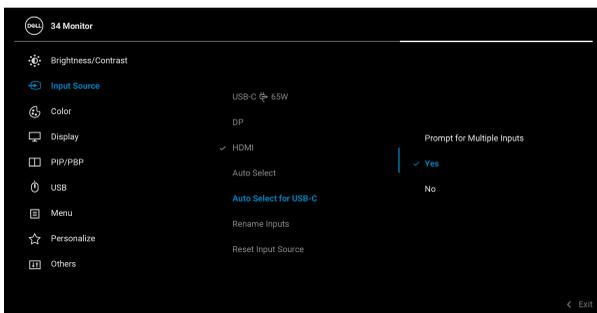 DELL 34 Monitor
Brightness/Contrast
Input Source
Color
Display
PIP/PBP
USB
Menu
Personalize
Others
USB-C 65W
DP
HDMI
Auto Select
Auto Select for USB-C
Rename Inputs
Reset Input Source
Prompt for Multiple Inputs
Yes
No
Exit